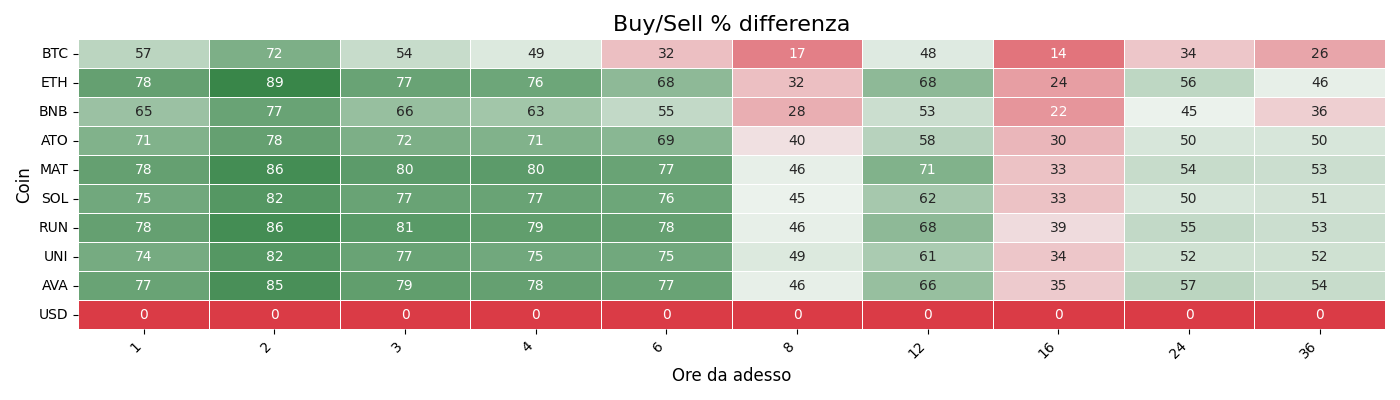 Buy/Sell % differenza
Coin
BTC 57 72 54 49 32 17 48 14 34 26
ETH 78 89 77 76 68 32 68 24 56 46
BNB 65 77 66 63 55 28 53 22 45 36
ATO 71 78 72 71 69 40 58 30 50 50
MAT 78 86 80 80 77 46 71 33 54 53
SOL 75 82 77 77 76 45 62 33 50 51
RUN 78 86 81 79 78 46 68 39 55 53
UNI 74 82 77 75 75 49 61 34 52 52
AVA 77 85 79 78 77 46 66 35 57 54
USD 0 0 0 0 0 0 0 0 0 0
1 2 3 4 6 8 12 16 24 36
Ore da adesso